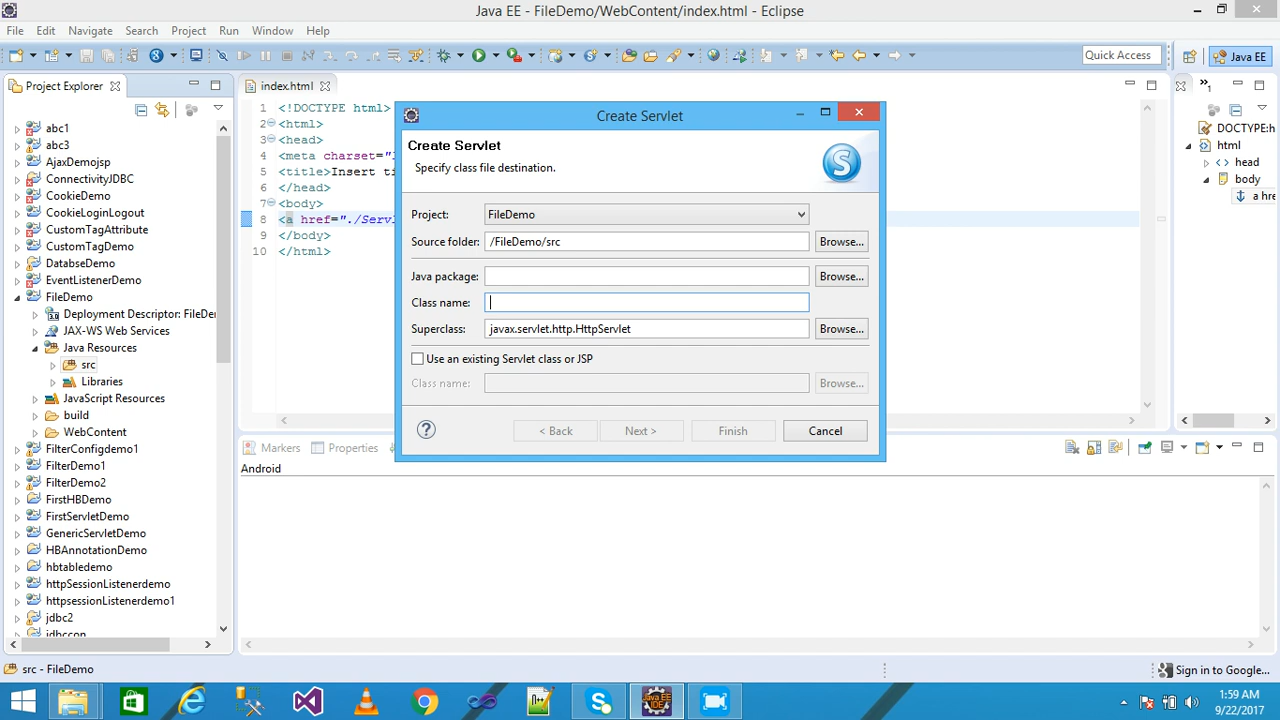 Java EE - FileDemo/WebContent/index.html - Eclipse
File Edit Navigate Search Project Run Window Help
Quick Access
Java EE
Project Explorer
abc1
abc3
AjaxDemojsp
ConnectivityJDBC
CookieDemo
CookieLoginLogout
CustomTagAttribute
CustomTagDemo
DatabseDemo
EventListenerDemo
FileDemo
Deployment Descriptor: FileDer
JAX-WS Web Services
Java Resources
src
Libraries
JavaScript Resources
build
WebContent
FilterConfigdemo1
FilterDemo1
FilterDemo2
FirstHBDemo
FirstServletDemo
GenericServletDemo
HBAnnotationDemo
hbtabledemo
httpSessionListenerdemo
httpsessionListenerdemo1
jdbc2
jdbccon
index.html
1 <!DOCTYPE html>
2 <html>
3 <head>
4 <meta charset="
5 <title>Insert ti
6 </head>
7 <body>
8 <a href="./Serv
9 </body>
10 </html>
Create Servlet
Create Servlet
Specify class file destination.
S
Project: FileDemo
Source folder: /FileDemo/src Browse...
Java package: Browse...
Class name:
Superclass: javax.servlet.http.HttpServlet Browse...
Use an existing Servlet class or JSP
Class name: Browse...
? < Back Next > Finish Cancel
1
DOCTYPE:h
html
head
body
a hre
Markers Properties
Android
src - FileDemo
Sign in to Google...
Java EE
IDE
1:59 AM
9/22/2017